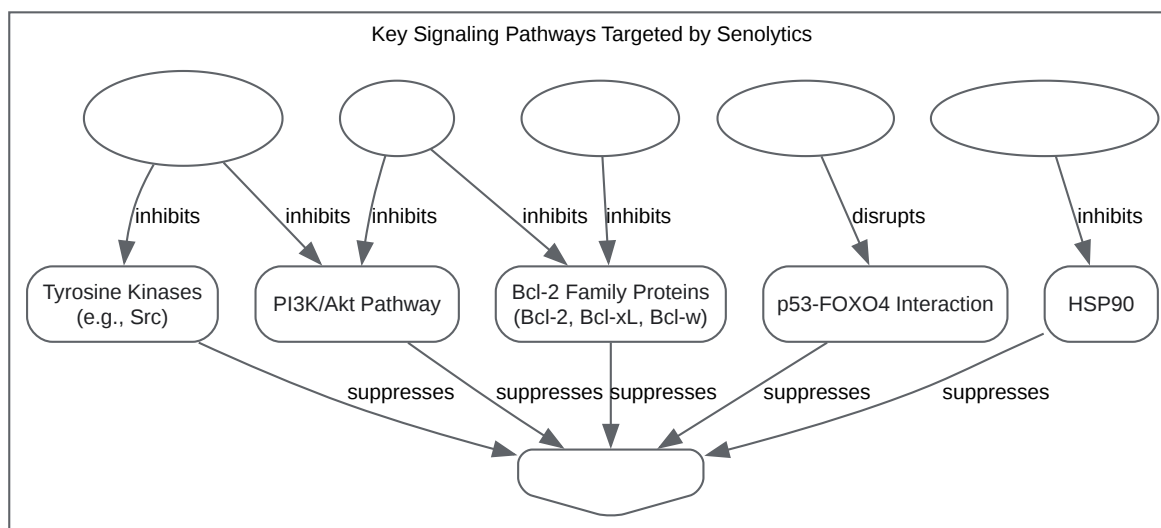 Key Signaling Pathways Targeted by Senolytics
inhibits
inhibits
inhibits
inhibits
inhibits
disrupts
inhibits
Tyrosine Kinases
(e.g., Src)
PI3K/Akt Pathway
Bcl-2 Family Proteins
(Bcl-2, Bcl-xL, Bcl-w)
p53-FOXO4 Interaction
HSP90
suppresses
suppresses
suppresses
suppresses
suppresses